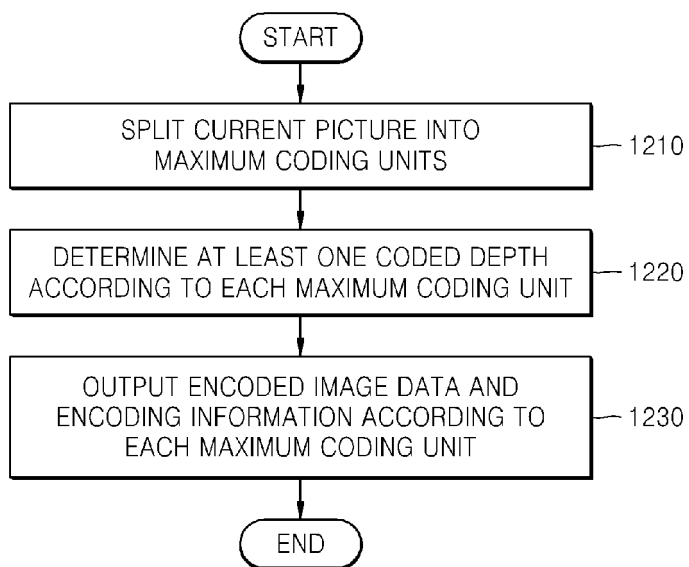 START
SPLIT CURRENT PICTURE INTO
MAXIMUM CODING UNITS
1210
DETERMINE AT LEAST ONE CODED DEPTH
ACCORDING TO EACH MAXIMUM CODING UNIT
1220
OUTPUT ENCODED IMAGE DATA AND
ENCODING INFORMATION ACCORDING TO
EACH MAXIMUM CODING UNIT
1230
END